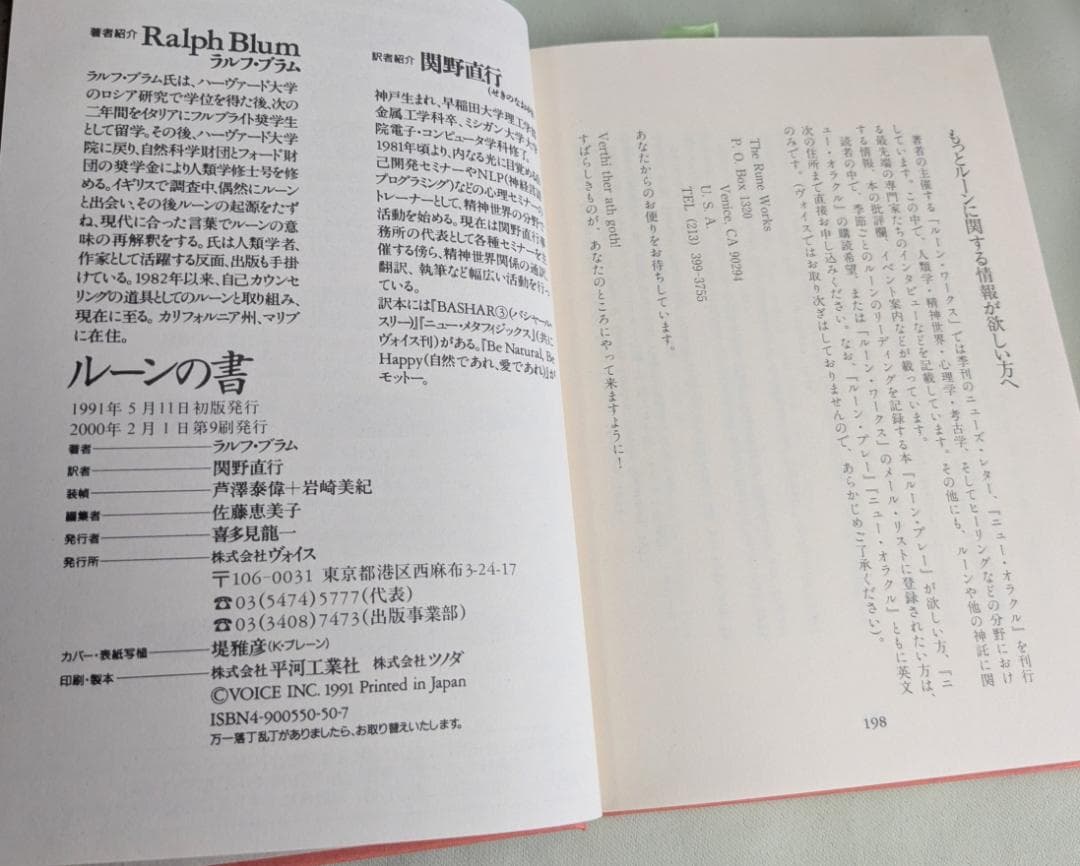 著者紹介 Ralph Blum
ラルフ・ブラム
ラルフ・ブラム氏は、ハーヴァード大学
のロシア研究で学位を得た後、次の
二年間をイタリアにフルブライト奨学生
として留学。その後、ハーヴァード大学
院に戻り、自然科学財団とフォード財
団の奨学金により人類学修士号を修
める。イギリスで調査中、偶然にルーン
と出会い、その後ルーンの起源をたず
ね、現代に合った言葉でルーンの意
味の再解釈をする。氏は人類学者、
作家として活躍する反面、出版も手掛
けている。1982年以来、自己カウンセ
リングの道具としてのルーンと取り組み、
現在に至る。カリフォルニア州、マリブ
に在住。
訳者紹介 関野直行
(せきのなおゆき
神戸生まれ、早稲田大学理工学部
金属工学科卒、ミシガン大学大学
院電子・コンピュータ学科修了。
1981年頃より、内なる光に目覚め
己開発セミナーやNLP(神経言語
プログラミング)などの心理セミナーの
トレーナーとして、精神世界の分野で
活動を始める。現在は関野直行事
務所の代表として各種セミナーを主
催する傍ら、精神世界関係の通訳、
翻訳、執筆など幅広い活動を行っ
ている。
訳本には『BASHAR③(バシャール・
スリー)』『ニュー・メタフィジックス』(共に
ヴォイス刊)がある。『Be Natural, Be
Happy(自然であれ、愛であれ)』が
モットー。
ルーンの書
1991年 5月11日初版発行
2000年 2月 1日第9刷発行
著者 ラルフ・ブラム
訳者 関野直行
装幀 芦澤泰偉+岩崎美紀
編集者 佐藤恵美子
発行者 喜多見龍一
発行所 株式会社ヴォイス
〒106-0031 東京都港区西麻布3-24-17
☎03(5474)5777(代表)
☎03(3408)7473(出版事業部)
カバー・表紙写植 堤雅彦(K・プレーン)
印刷・製本 株式会社 平河工業社 株式会社 ツノダ
©VOICE INC. 1991 Printed in Japan
ISBN4-900550-50-7
万一落丁乱丁がありましたら、お取り替えいたします。
もっとルーンに関する情報が欲しい方へ
著者の主催する「ルーン・ワークス」では季刊のニューズ・レター、『ニュー・オラクル』を刊行
しています。この中で、人類学・精神世界・心理学・考古学、そしてヒーリングなどの分野におけ
る最先端の専門家たちのインタビューなどを記載しています。その他にも、ルーンや他の神託に関
する情報、本の批評欄、イベント案内などが載っています。
読者の中で、季節ごとのルーンのリーディングを記録する本『ルーン・プレー』が欲しい方、『ニ
ュー・オラクル』の購読希望、または「ルーン・ワークス」のメール・リストに登録されたい方は、
次の住所まで直接お申し込みください。なお、『ルーン・プレー』『ニュー・オラクル』ともに英文
のみです。(ヴォイスではお取り次ぎはしておりませんので、あらかじめご了承ください)。
The Rune Works
P. O. Box 1320
Venice, CA 90294
U. S. A.
TEL (213) 399-3755
あなたからのお便りをお待ちしています。
Verthi ther ath goth!
すばらしきものが、あなたのところにやって来ますように!
198